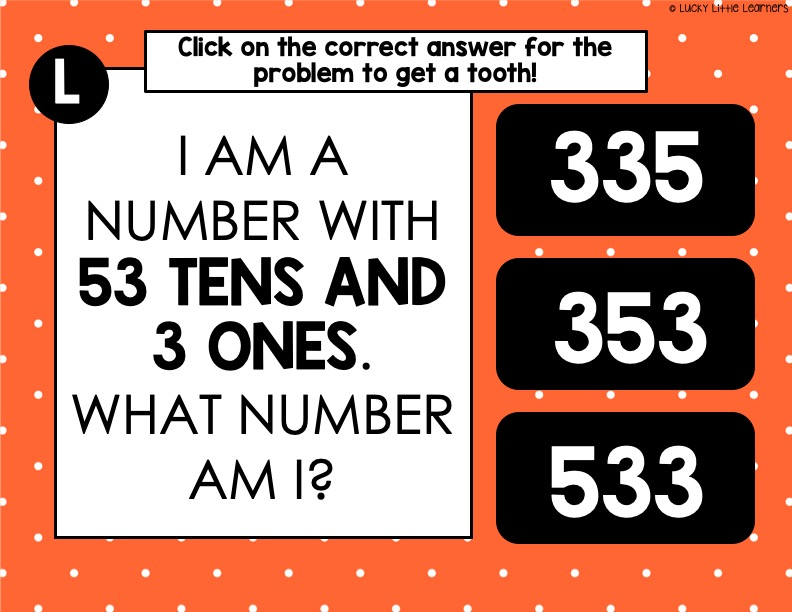 © Lucky Little Learners
Click on the correct answer for the
problem to get a tooth!
L
I AM A
NUMBER WITH
53 TENS AND
3 ONES.
WHAT NUMBER
AM I?
335
353
533